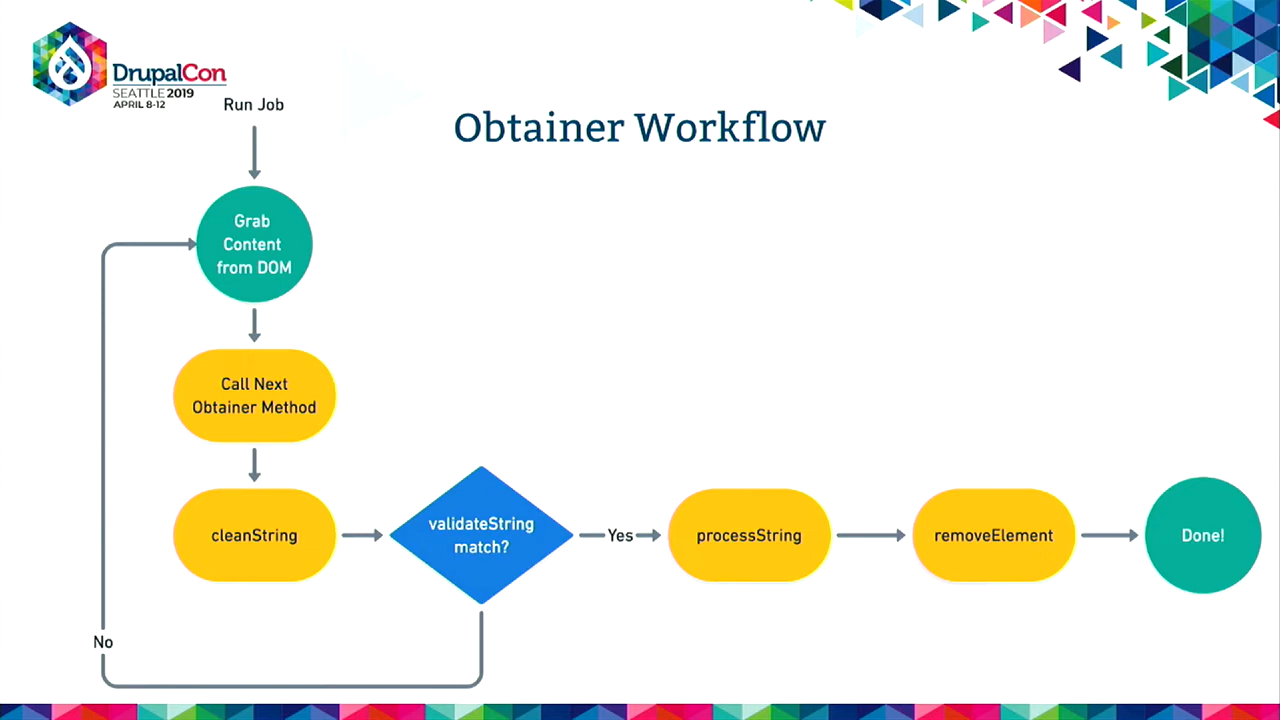 DrupalCon
SEATTLE 2019
APRIL 8-12
Run Job
Obtainer Workflow
Grab
Content
from DOM
Call Next
Obtainer Method
cleanString
validateString
match?
Yes
processString
removeElement
Done!
No